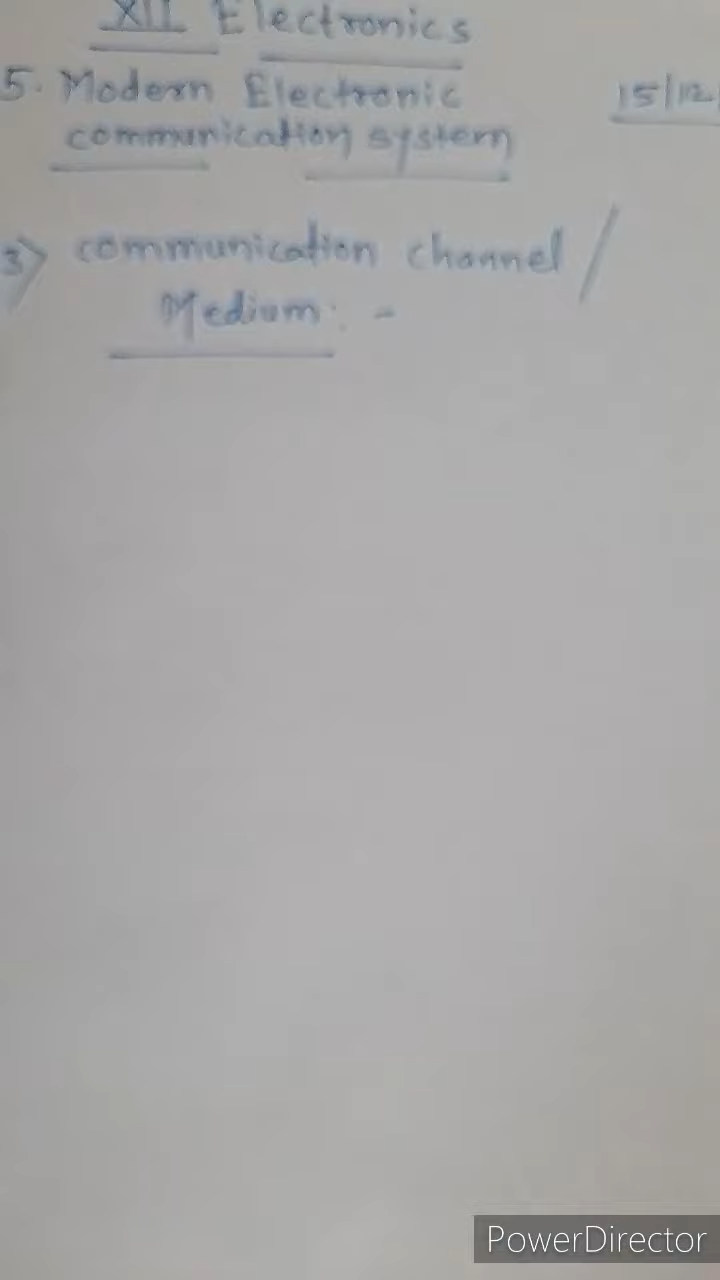 XII Electronics
5. Modern Electronic
communication system
15/12
3) communication channel /
Medium : -
PowerDirector